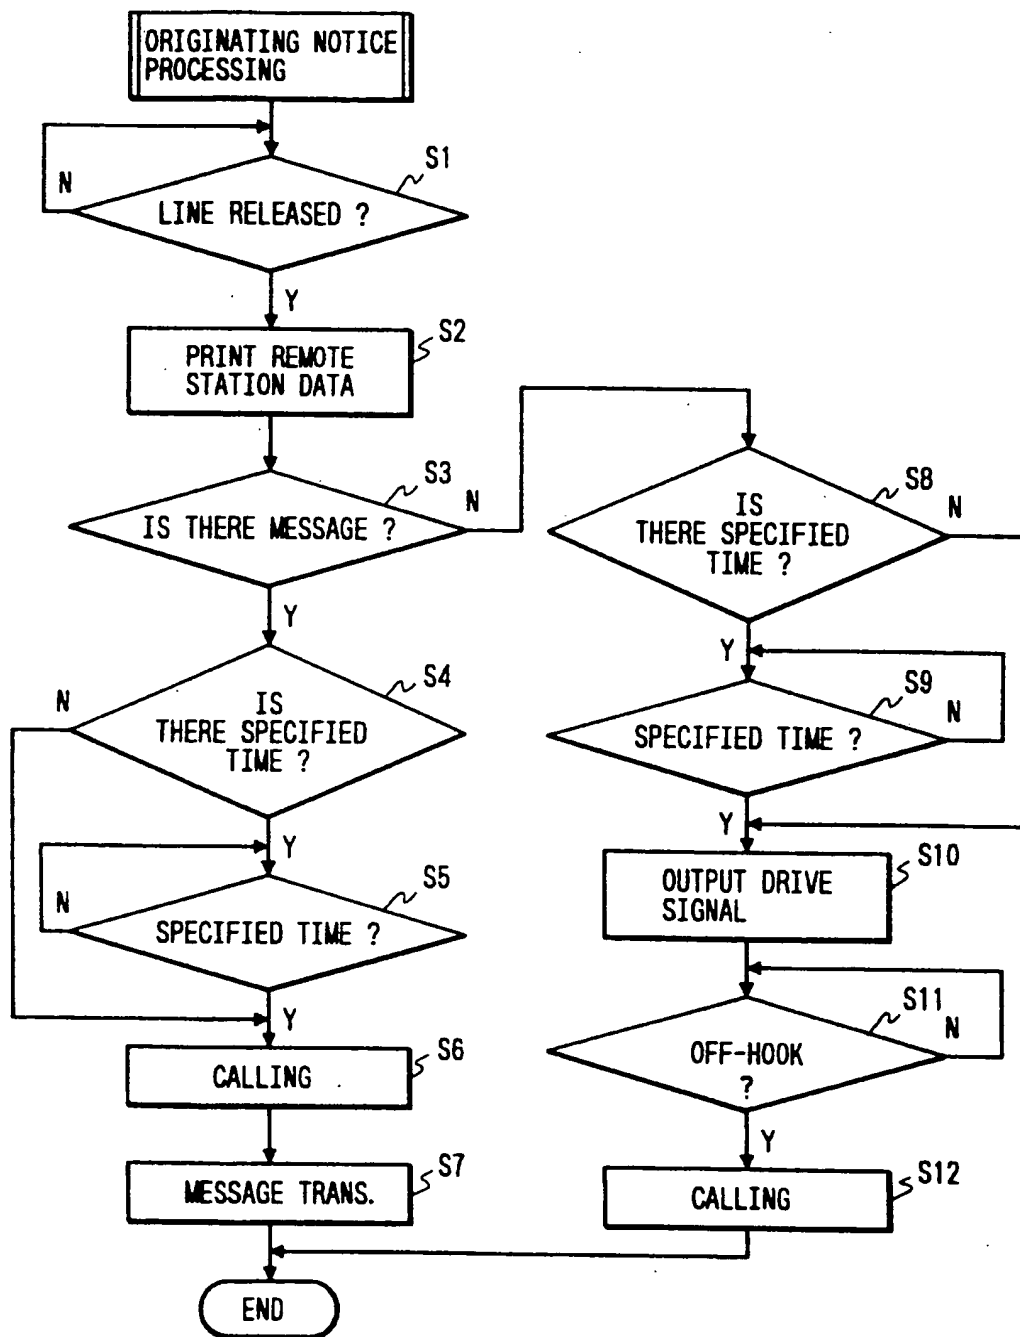 ORIGINATING NOTICE
PROCESSING
S1
N
LINE RELEASED ?
Y
S2
PRINT REMOTE
STATION DATA
S3
N
IS THERE MESSAGE ?
Y
S4
N
IS
THERE SPECIFIED
TIME ?
Y
S5
N
SPECIFIED TIME ?
Y
S6
CALLING
S7
MESSAGE TRANS.
END
S8
N
IS
THERE SPECIFIED
TIME ?
Y
S9
N
SPECIFIED TIME ?
Y
S10
OUTPUT DRIVE
SIGNAL
S11
N
OFF-HOOK
?
Y
S12
CALLING